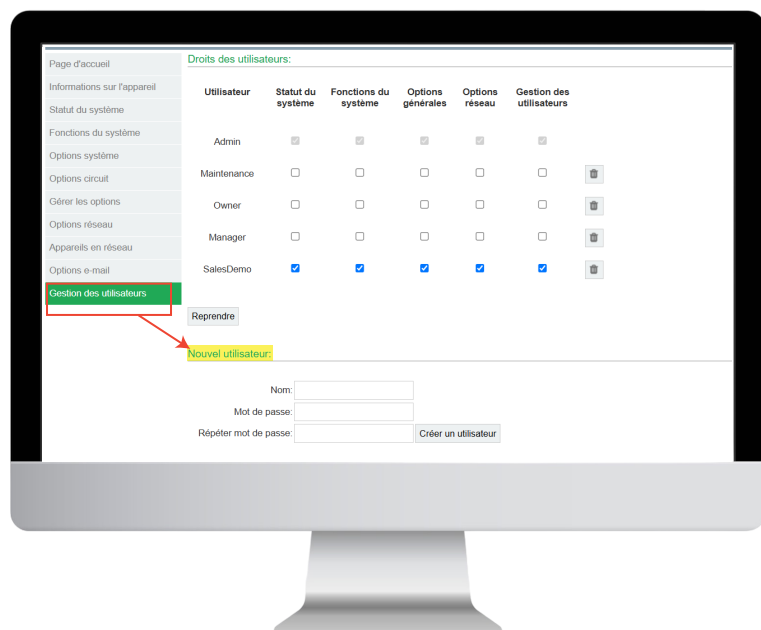 Page d'accueil
Informations sur l'appareil
Statut du système
Fonctions du système
Options système
Options circuit
Gérer les options
Options réseau
Appareils en réseau
Options e-mail
Gestion des utilisateurs
Droits des utilisateurs:
Utilisateur Statut du système Fonctions du système Options générales Options réseau Gestion des utilisateurs
Admin
Maintenance
Owner
Manager
SalesDemo
Reprendre
Nouvel utilisateur:
Nom:
Mot de passe:
Répéter mot de passe: Créer un utilisateur